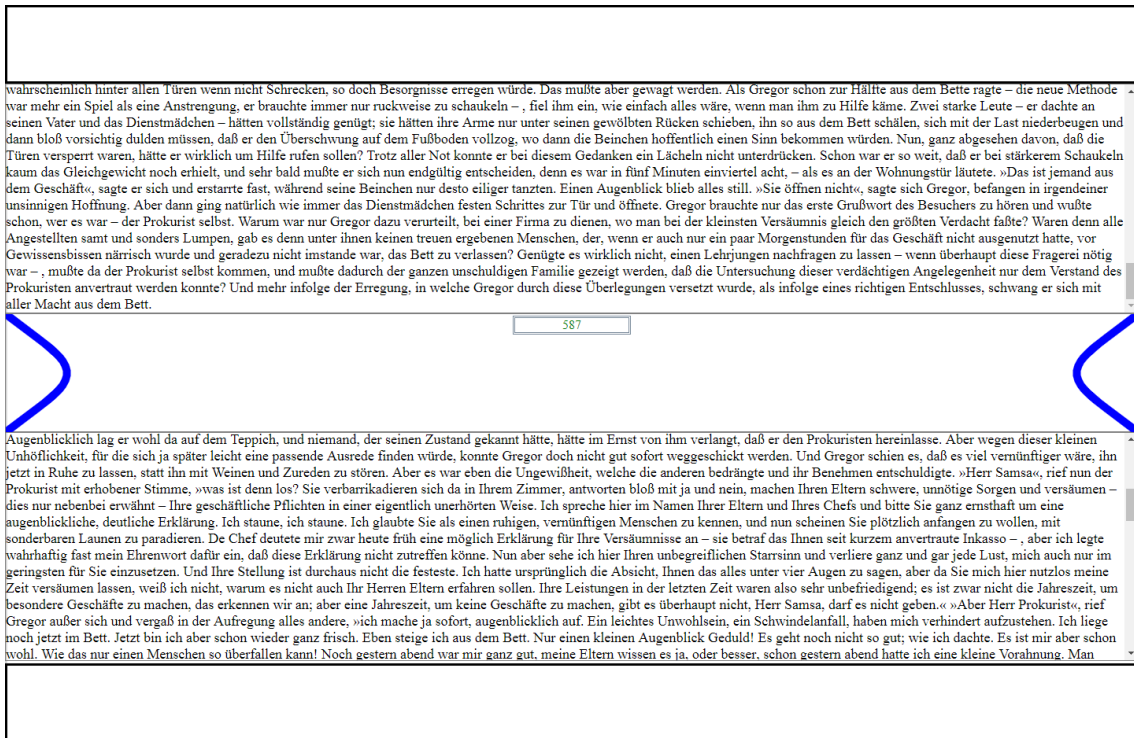 wahrscheinlich hinter allen Türen wenn nicht Schrecken, so doch Besorgnisse erregen würde. Das mußte aber gewagt werden. Als Gregor schon zur Hälfte aus dem Bette ragte – die neue Methode
war mehr ein Spiel als eine Anstrengung, er brauchte immer nur ruckweise zu schaukeln – , fiel ihm ein, wie einfach alles wäre, wenn man ihm zu Hilfe käme. Zwei starke Leute – er dachte an
seinen Vater und das Dienstmädchen – hätten vollständig genügt; sie hätten ihre Arme nur unter seinen gewölbten Rücken schieben, ihn so aus dem Bett schälen, sich mit der Last niederbeugen und
dann bloß vorsichtig dulden müssen, daß er den Überschwung auf dem Fußboden vollzog, wo dann die Beinchen hoffentlich einen Sinn bekommen würden. Nun, ganz abgesehen davon, daß die
Türen versperrt waren, hätte er wirklich um Hilfe rufen sollen? Trotz aller Not konnte er bei diesem Gedanken ein Lächeln nicht unterdrücken. Schon war er so weit, daß er bei stärkerem Schaukeln
kaum das Gleichgewicht noch erhielt, und sehr bald mußte er sich nun endgültig entscheiden, denn es war in fünf Minuten einviertel acht, – als es an der Wohnungstür läutete. »Das ist jemand aus
dem Geschäft«, sagte er sich und erstarrte fast, während seine Beinchen nur desto eiliger tanzten. Einen Augenblick blieb alles still. »Sie öffnen nicht«, sagte sich Gregor, befangen in irgendeiner
unsinnigen Hoffnung. Aber dann ging natürlich wie immer das Dienstmädchen festen Schrittes zur Tür und öffnete. Gregor brauchte nur das erste Grußwort des Besuchers zu hören und wußte
schon, wer es war – der Prokurist selbst. Warum war nur Gregor dazu verurteilt, bei einer Firma zu dienen, wo man bei der kleinsten Versäumnis gleich den größten Verdacht faßte? Waren denn alle
Angestellten samt und sonders Lumpen, gab es denn unter ihnen keinen treuen ergebenen Menschen, der, wenn er auch nur ein paar Morgenstunden für das Geschäft nicht ausgenutzt hatte, vor
Gewissensbissen närrisch wurde und geradezu nicht imstande war, das Bett zu verlassen? Genügte es wirklich nicht, einen Lehrjungen nachfragen zu lassen – wenn überhaupt diese Fragerei nötig
war – , mußte da der Prokurist selbst kommen, und mußte dadurch der ganzen unschuldigen Familie gezeigt werden, daß die Untersuchung dieser verdächtigen Angelegenheit nur dem Verstand des
Prokuristen anvertraut werden konnte? Und mehr infolge der Erregung, in welche Gregor durch diese Überlegungen versetzt wurde, als infolge eines richtigen Entschlusses, schwang er sich mit
aller Macht aus dem Bett.
587
Augenblicklich lag er wohl da auf dem Teppich, und niemand, der seinen Zustand gekannt hätte, hätte im Ernst von ihm verlangt, daß er den Prokuristen hereinlasse. Aber wegen dieser kleinen
Unhöflichkeit, für die sich ja später leicht eine passende Ausrede finden würde, konnte Gregor doch nicht gut sofort weggeschickt werden. Und Gregor schien es, daß es viel vernünftiger wäre, ihn
jetzt in Ruhe zu lassen, statt ihn mit Weinen und Zureden zu stören. Aber es war eben die Ungewißheit, welche die anderen bedrängte und ihr Benehmen entschuldigte. »Herr Samsa«, rief nun der
Prokurist mit erhobener Stimme, »was ist denn los? Sie verbarrikadieren sich da in Ihrem Zimmer, antworten bloß mit ja und nein, machen Ihren Eltern schwere, unnötige Sorgen und versäumen –
dies nur nebenbei erwähnt – Ihre geschäftliche Pflichten in einer eigentlich unerhörten Weise. Ich spreche hier im Namen Ihrer Eltern und Ihres Chefs und bitte Sie ganz ernsthaft um eine
augenblickliche, deutliche Erklärung. Ich staune, ich staune. Ich glaubte Sie als einen ruhigen, vernünftigen Menschen zu kennen, und nun scheinen Sie plötzlich anfangen zu wollen, mit
sonderbaren Launen zu paradieren. De Chef deutete mir zwar heute früh eine möglich Erklärung für Ihre Versäumnisse an – sie betraf das Ihnen seit kurzem anvertraute Inkasso – , aber ich legte
wahrhaftig fast mein Ehrenwort dafür ein, daß diese Erklärung nicht zutreffen könne. Nun aber sehe ich hier Ihren unbegreiflichen Starrsinn und verliere ganz und gar jede Lust, mich auch nur im
geringsten für Sie einzusetzen. Und Ihre Stellung ist durchaus nicht die festeste. Ich hatte ursprünglich die Absicht, Ihnen das alles unter vier Augen zu sagen, aber da Sie mich hier nutzlos meine
Zeit versäumen lassen, weiß ich nicht, warum es nicht auch Ihr Herren Eltern erfahren sollen. Ihre Leistungen in der letzten Zeit waren also sehr unbefriedigend; es ist zwar nicht die Jahreszeit, um
besondere Geschäfte zu machen, das erkennen wir an; aber eine Jahreszeit, um keine Geschäfte zu machen, gibt es überhaupt nicht, Herr Samsa, darf es nicht geben.« »Aber Herr Prokurist«, rief
Gregor außer sich und vergaß in der Aufregung alles andere, »ich mache ja sofort, augenblicklich auf. Ein leichtes Unwohlsein, ein Schwindelanfall, haben mich verhindert aufzustehen. Ich liege
noch jetzt im Bett. Jetzt bin ich aber schon wieder ganz frisch. Eben steige ich aus dem Bett. Nur einen kleinen Augenblick Geduld! Es geht noch nicht so gut; wie ich dachte. Es ist mir aber schon
wohl. Wie das nur einen Menschen so überfallen kann! Noch gestern abend war mir ganz gut, meine Eltern wissen es ja, oder besser, schon gestern abend hatte ich eine kleine Vorahnung. Man